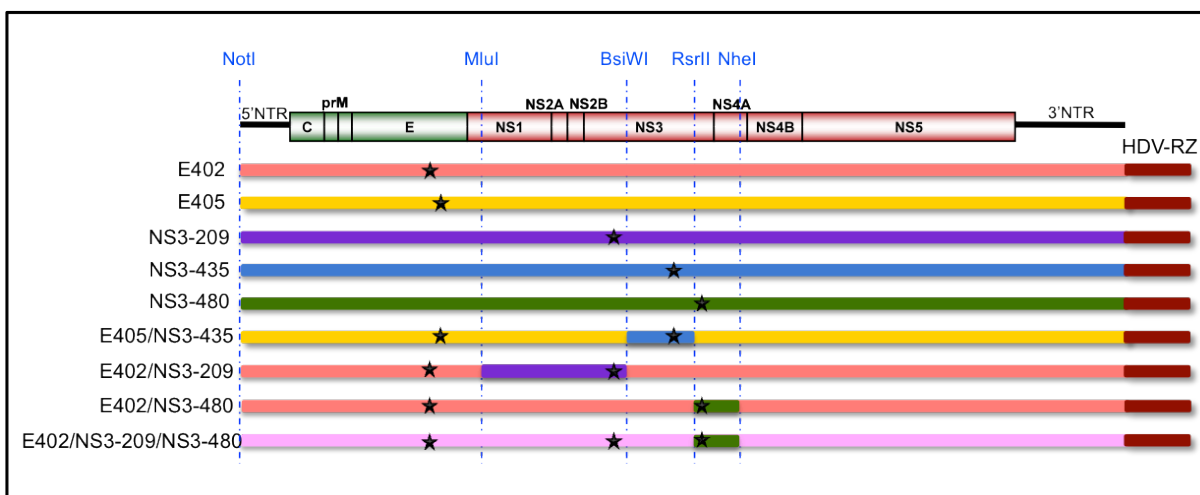 NotI MluI BsiWI RsrII NheI
prM NS2A NS2B NS4A
5'NTR 3'NTR
C E NS1 NS3 NS4B NS5
HDV-RZ
E402
E405
NS3-209
NS3-435
NS3-480
E405/NS3-435
E402/NS3-209
E402/NS3-480
E402/NS3-209/NS3-480